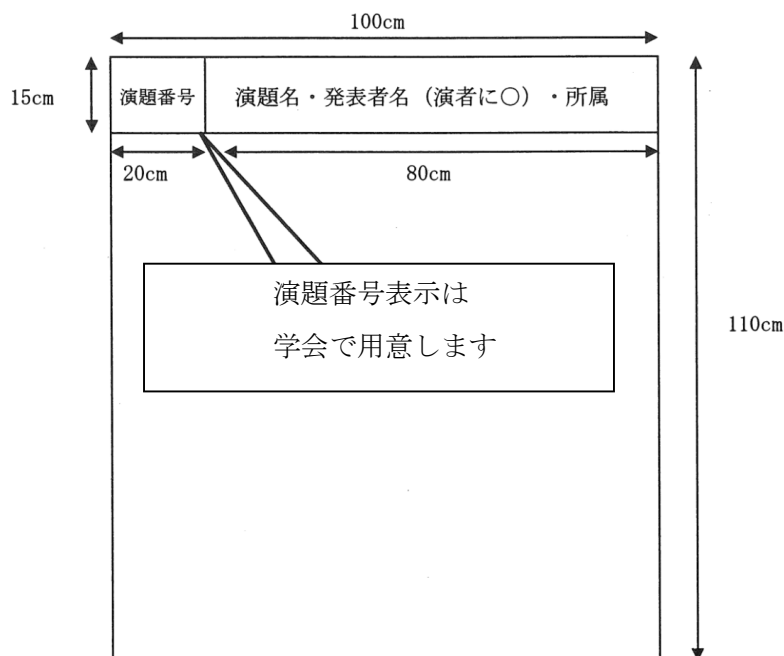 100cm
15cm
演題番号
演題名・発表者名（演者に○）・所属
20cm
80cm
演題番号表示は
学会で用意します
110cm